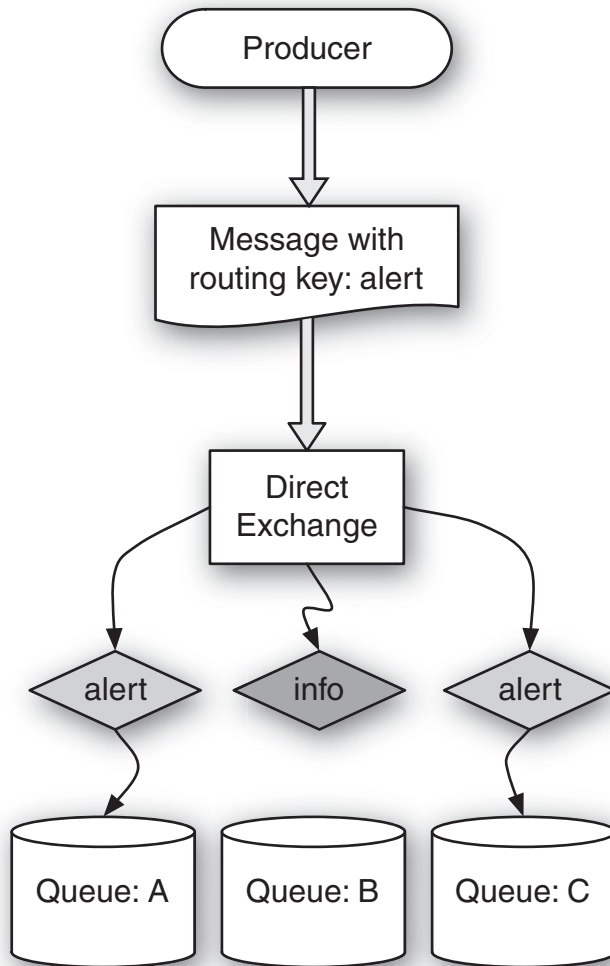 Producer
Message with
routing key: alert
Direct
Exchange
alert
info
alert
Queue: A
Queue: B
Queue: C